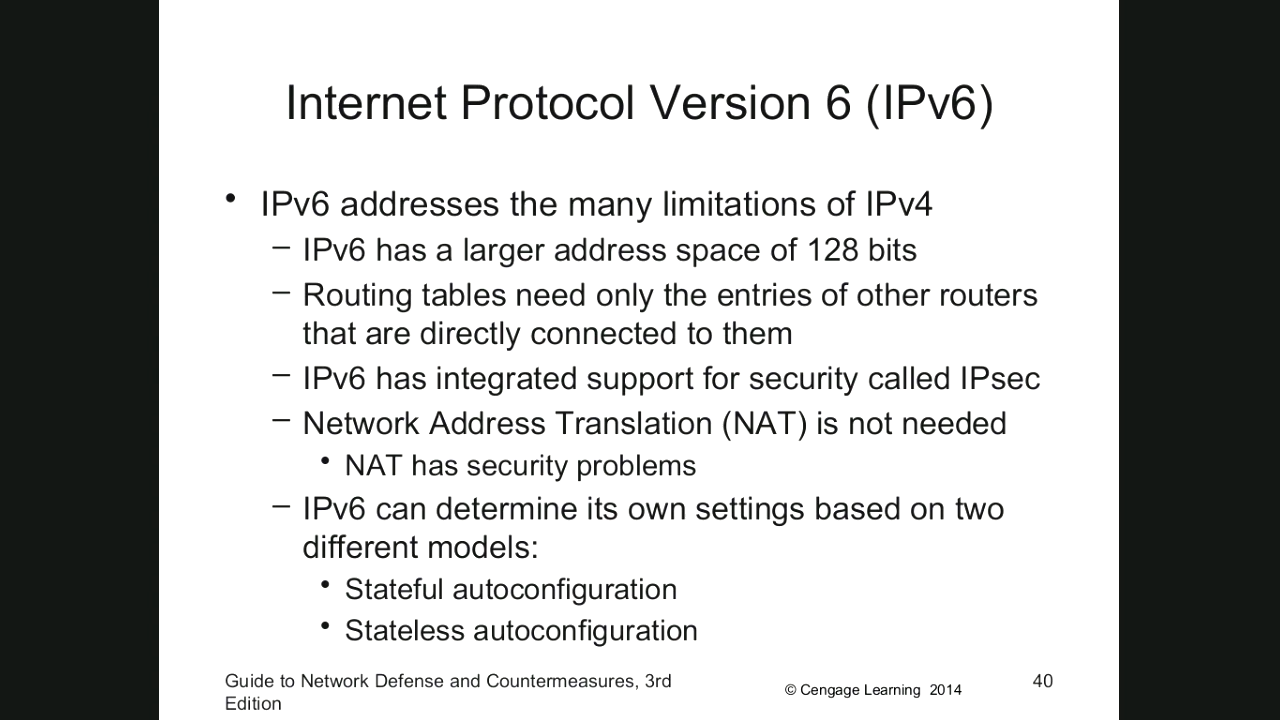 Internet Protocol Version 6 (IPv6)
• IPv6 addresses the many limitations of IPv4
– IPv6 has a larger address space of 128 bits
– Routing tables need only the entries of other routers
that are directly connected to them
– IPv6 has integrated support for security called IPsec
– Network Address Translation (NAT) is not needed
• NAT has security problems
– IPv6 can determine its own settings based on two
different models:
• Stateful autoconfiguration
• Stateless autoconfiguration
Guide to Network Defense and Countermeasures, 3rd
Edition
© Cengage Learning 2014
40